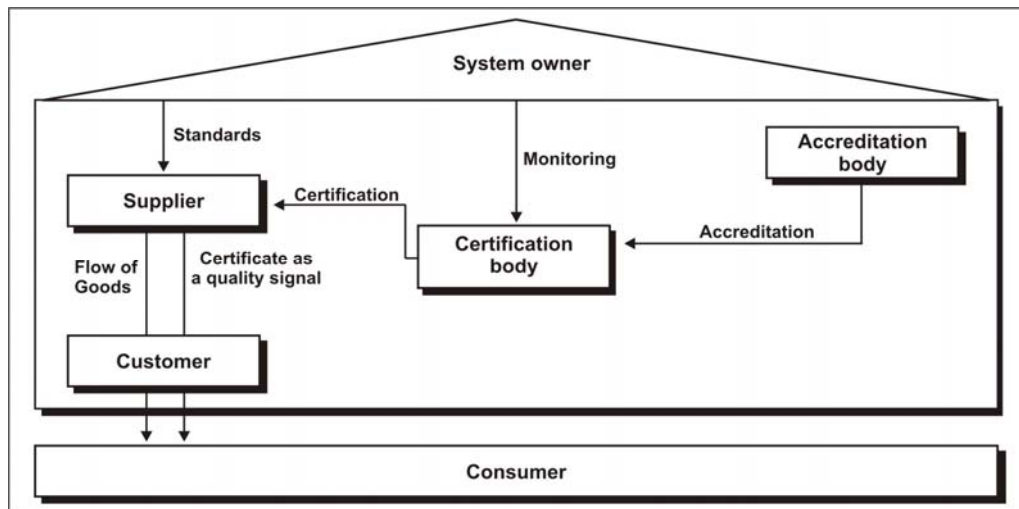 System owner
Standards
Monitoring
Accreditation
body
Supplier
Certification
Certification
body
Accreditation
Flow of
Goods
Certificate as
a quality signal
Customer
Consumer